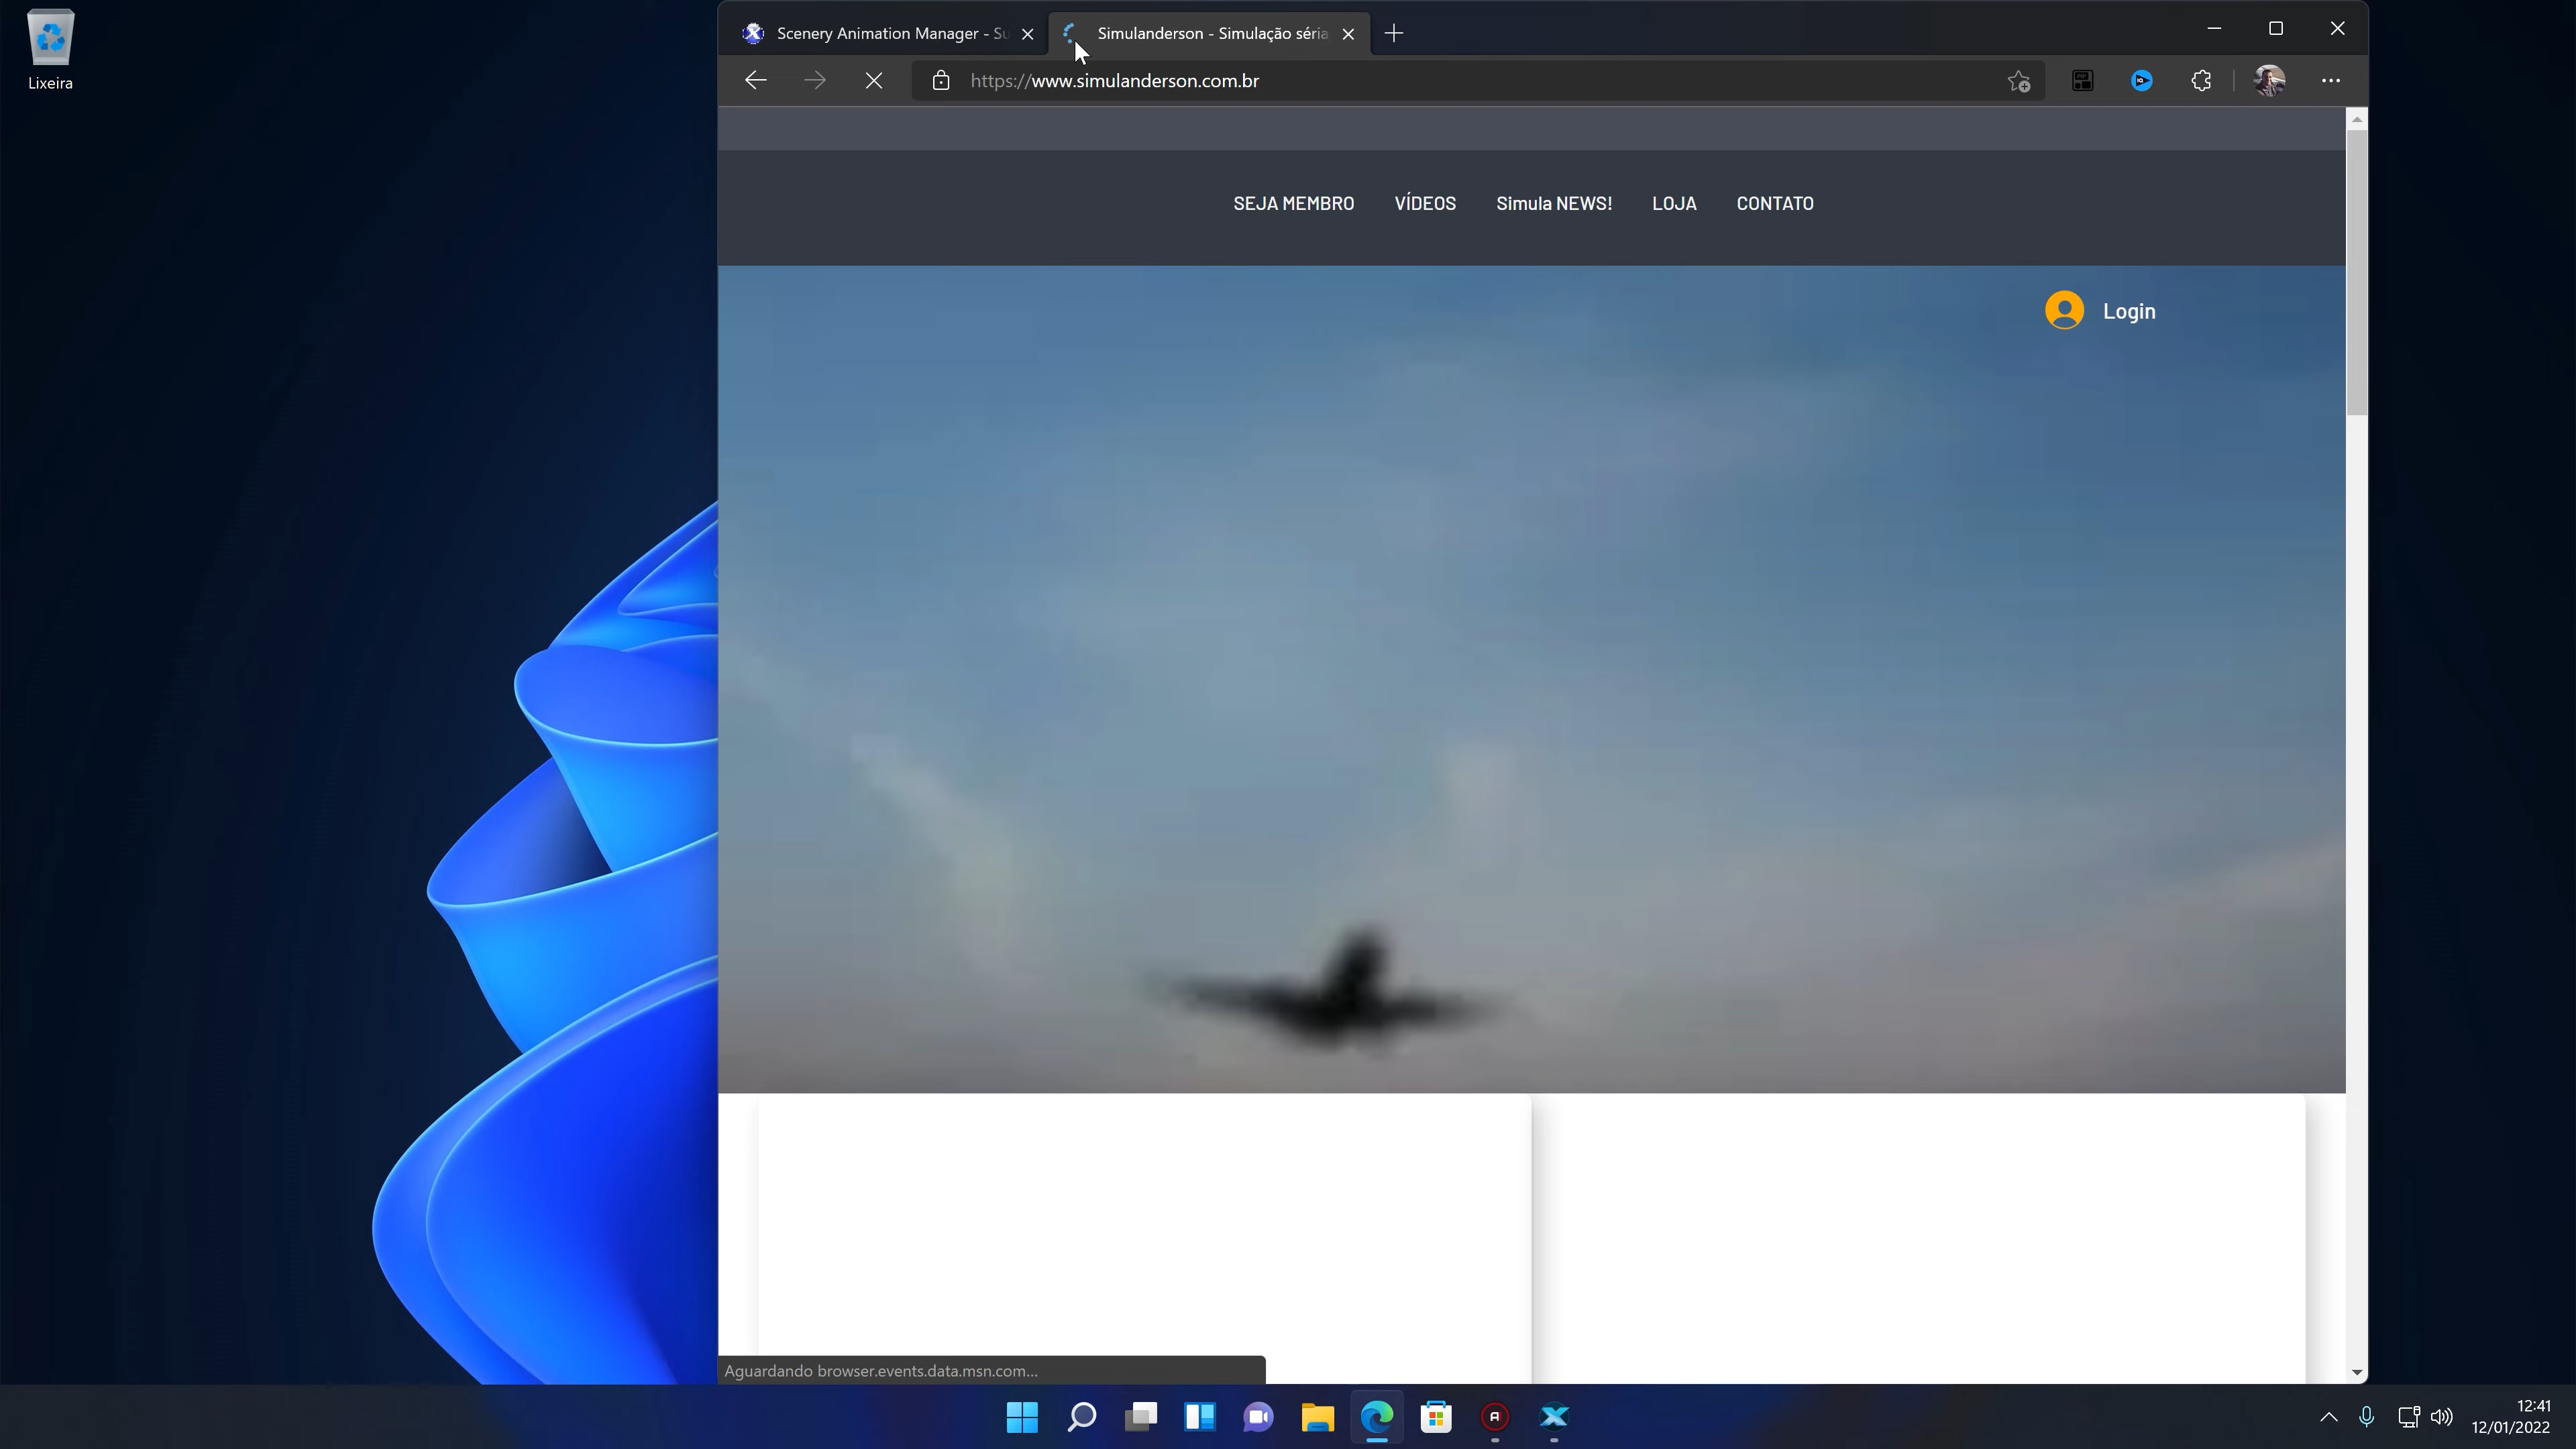 Lixeira
Scenery Animation Manager - Su
Simulanderson - Simulação séria
https://www.simulanderson.com.br
SEJA MEMBRO VÍDEOS Simula NEWS! LOJA CONTATO
Login
Aguardando browser.events.data.msn.com...
12:41
12/01/2022